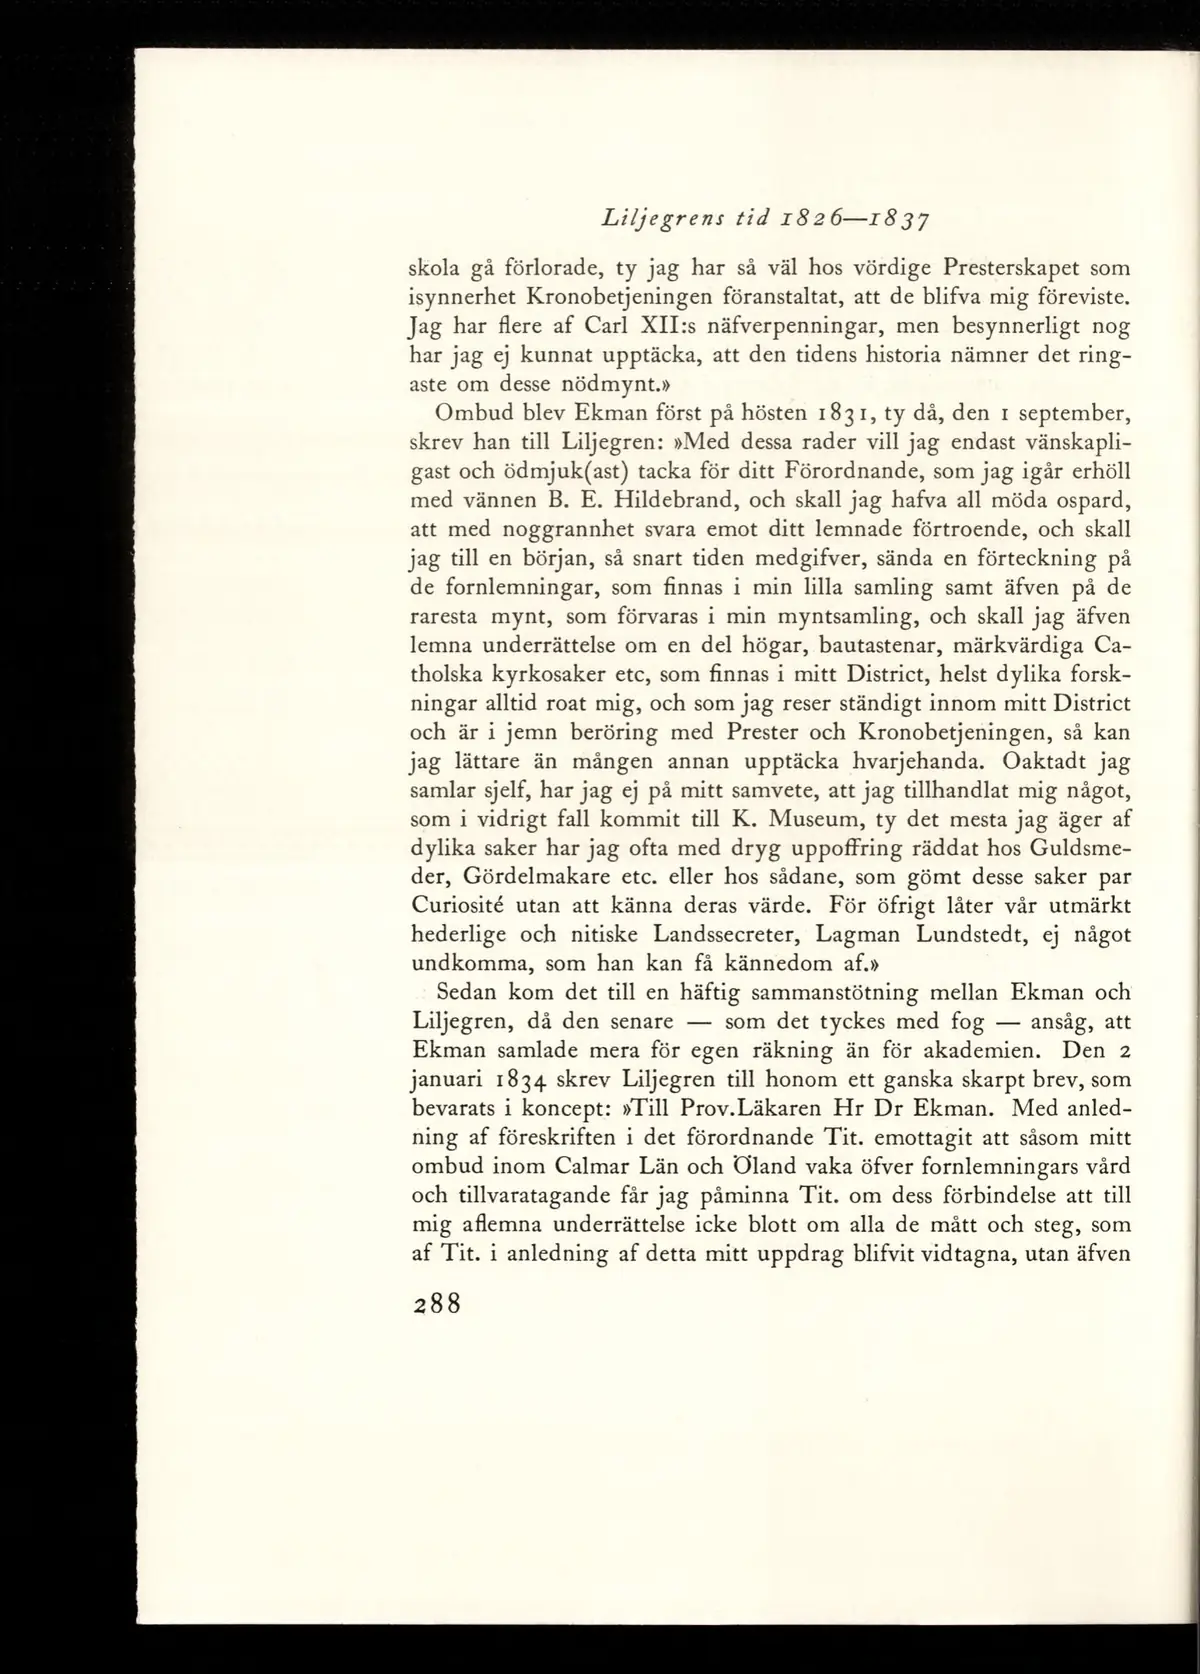 Liljegrens tid 1826—1837
skola gå förlorade, ty jag har så väl hos vördige Presterskapet som
isynnerhet Kronobetjeningen föranstaltat, att de blifva mig föreviste.
Jag har flere af Carl XII:s näfverpenningar, men besynnerligt nog
har jag ej kunnat upptäcka, att den tidens historia nämner det ring-
aste om desse nödmynt.»
Ombud blev Ekman först på hösten 1831, ty då, den 1 september,
skrev han till Liljegren: »Med dessa rader vill jag endast vänskapli-
gast och ödmjuk(ast) tacka för ditt Förordnande, som jag igår erhöll
med vännen B. E. Hildebrand, och skall jag hafva all möda ospard,
att med noggrannhet svara emot ditt lemnade förtroende, och skall
jag till en början, så snart tiden medgifver, sända en förteckning på
de fornlemningar, som finnas i min lilla samling samt äfven på de
raresta mynt, som förvaras i min myntsamling, och skall jag äfven
lemna underrättelse om en del högar, bautastenar, märkvärdiga Ca-
tholska kyrkosaker etc, som finnas i mitt District, helst dylika forsk-
ningar alltid roat mig, och som jag reser ständigt innom mitt District
och är i jemn beröring med Prester och Kronobetjeningen, så kan
jag lättare än mången annan upptäcka hvarjehanda. Oaktadt jag
samlar sjelf, har jag ej på mitt samvete, att jag tillhandlat mig något,
som i vidrigt fall kommit till K. Museum, ty det mesta jag äger af
dylika saker har jag ofta med dryg uppoffring räddat hos Guldsme-
der, Gördelmakare etc. eller hos sådane, som gömt desse saker par
Curiosité utan att känna deras värde. För öfrigt låter vår utmärkt
hederlige och nitiske Landssecreter, Lagman Lundstedt, ej något
undkomma, som han kan få kännedom af.»
Sedan kom det till en häftig sammanstötning mellan Ekman och
Liljegren, då den senare — som det tyckes med fog — ansåg, att
Ekman samlade mera för egen räkning än för akademien. Den 2
januari 1834 skrev Liljegren till honom ett ganska skarpt brev, som
bevarats i koncept: »Till Prov.Läkaren Hr Dr Ekman. Med anled-
ning af föreskriften i det förordnande Tit. emottagit att såsom mitt
ombud inom Calmar Län och Öland vaka öfver fornlemningars vård
och tillvaratagande får jag påminna Tit. om dess förbindelse att till
mig aflemna underrättelse icke blott om alla de mått och steg, som
af Tit. i anledning af detta mitt uppdrag blifvit vidtagna, utan äfven
288